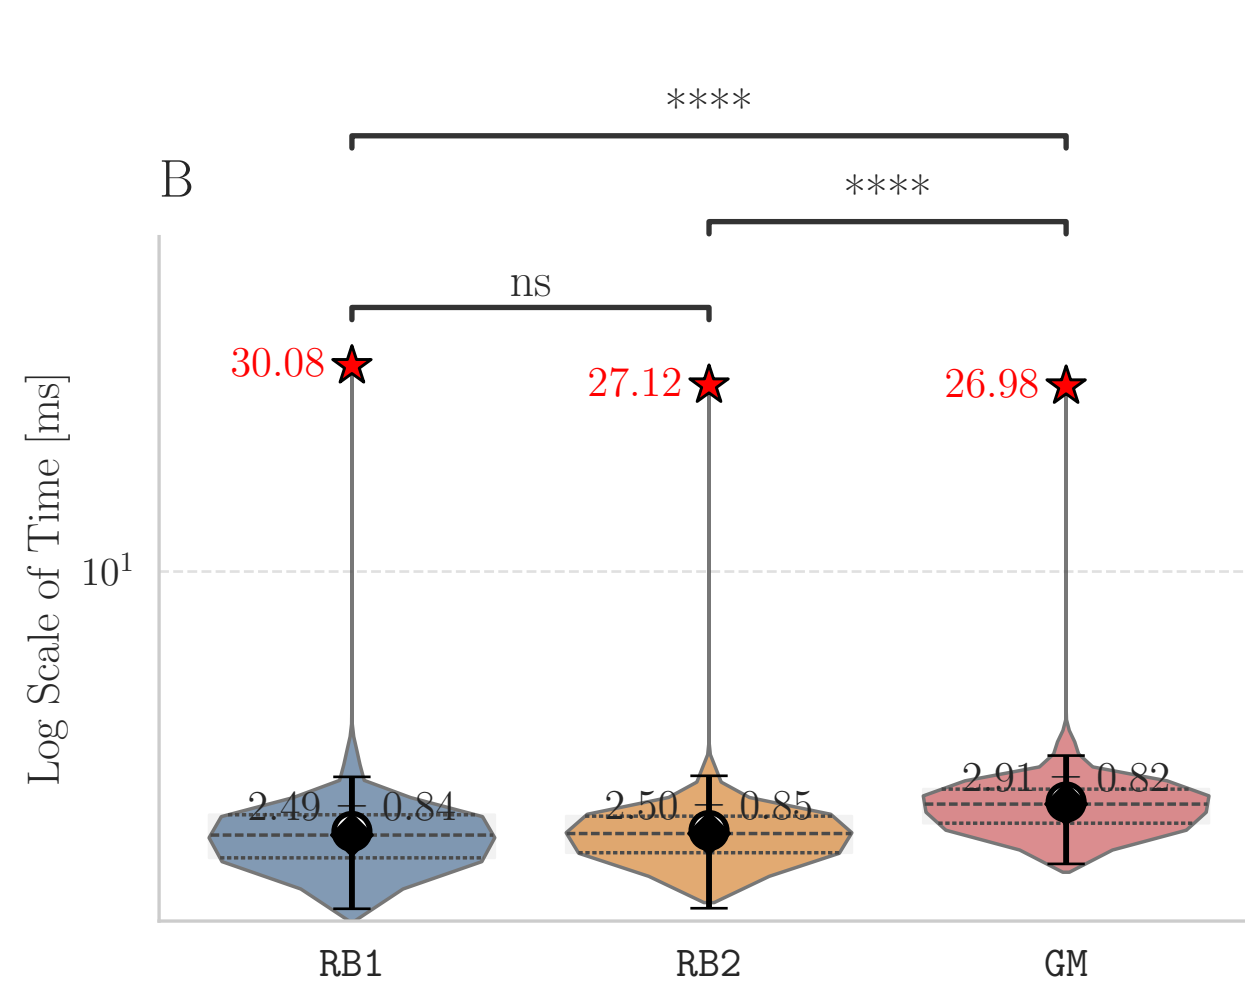 ****
B
****
ns
30.08
27.12
26.98
Log Scale of Time [ms]
10¹
2.49 ± 0.84
2.50 ± 0.85
2.91 ± 0.82
RB1
RB2
GM